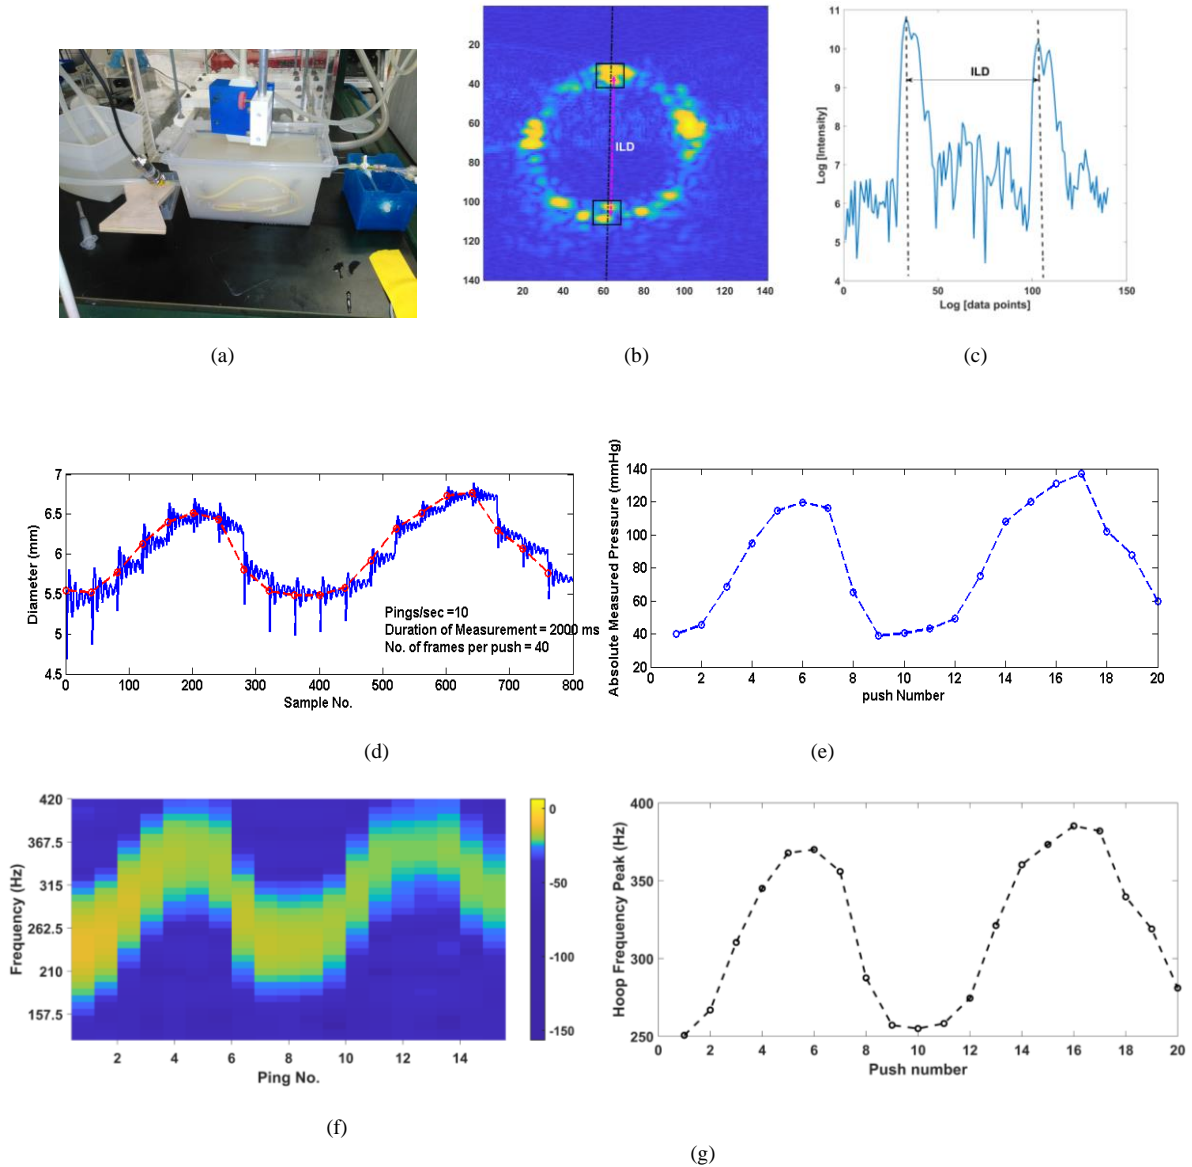 20
40
60
80
100
120
140
20 40 60 80 100 120 140
ILD
11
10
9
8
7
6
5
4
0 50 100 150
Log [Intensity]
Log [data points]
ILD
(a)
(b)
(c)
7
6.5
6
5.5
5
4.5
0 100 200 300 400 500 600 700 800
Diameter (mm)
Sample No.
Pings/sec =10
Duration of Measurement = 2000 ms
No. of frames per push = 40
140
120
100
80
60
40
20
0 2 4 6 8 10 12 14 16 18 20
Absolute Measured Pressure (mmHg)
push Number
(d)
(e)
420
367.5
315
262.5
210
157.5
2 4 6 8 10 12 14
Frequency (Hz)
Ping No.
0
-50
-100
-150
400
350
300
250
0 2 4 6 8 10 12 14 16 18 20
Hoop Frequency Peak (Hz)
Push number
(f)
(g)